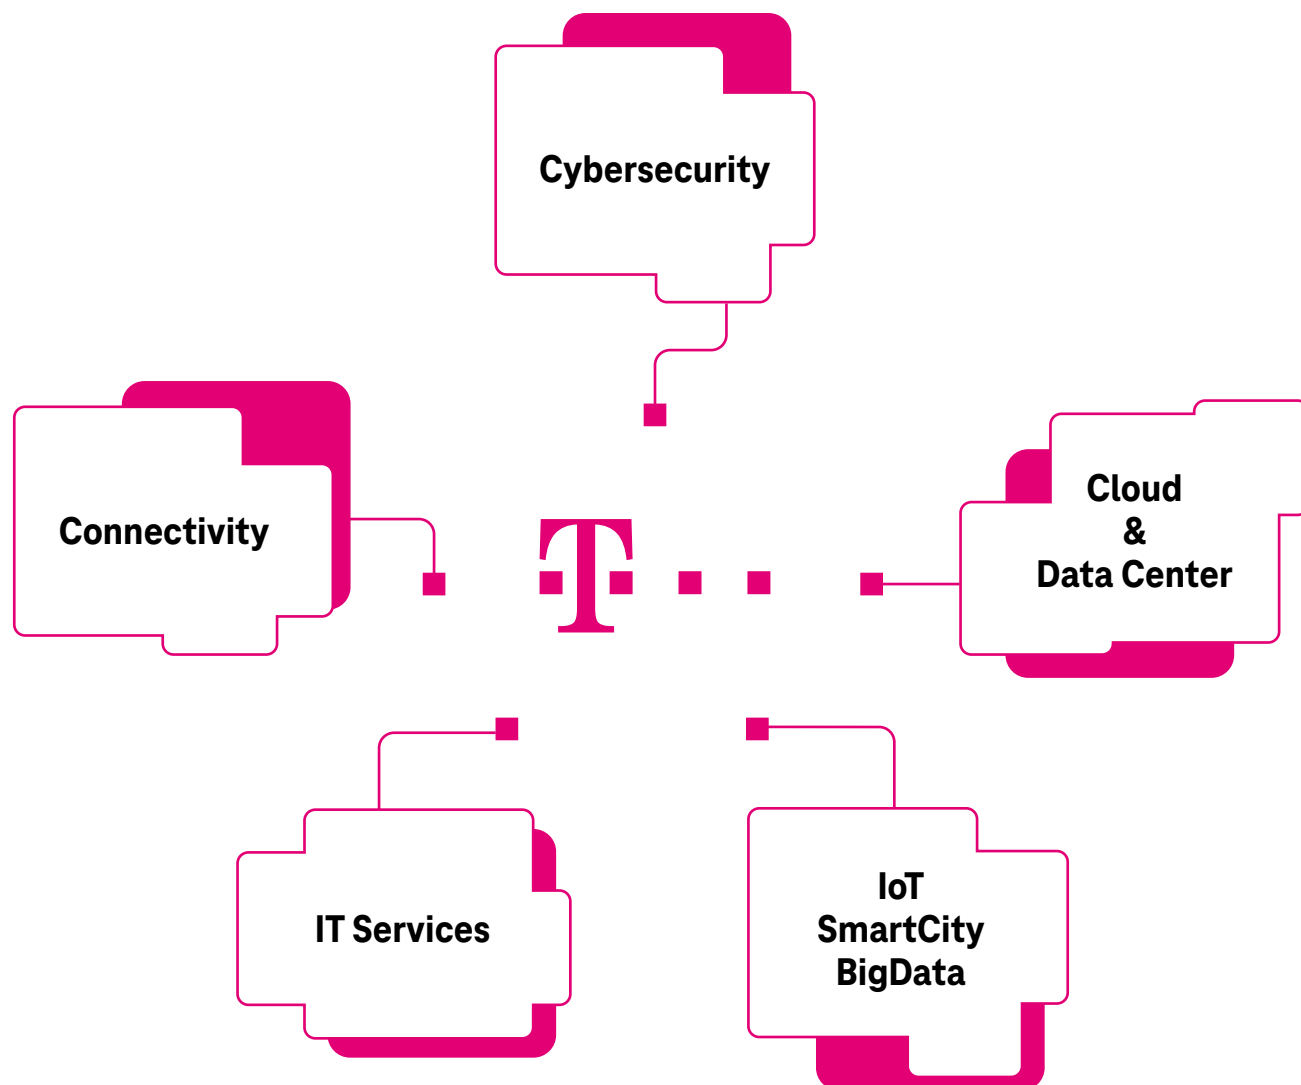 Cybersecurity
Connectivity
Cloud
&
Data Center
T
IT Services
IoT
SmartCity
BigData